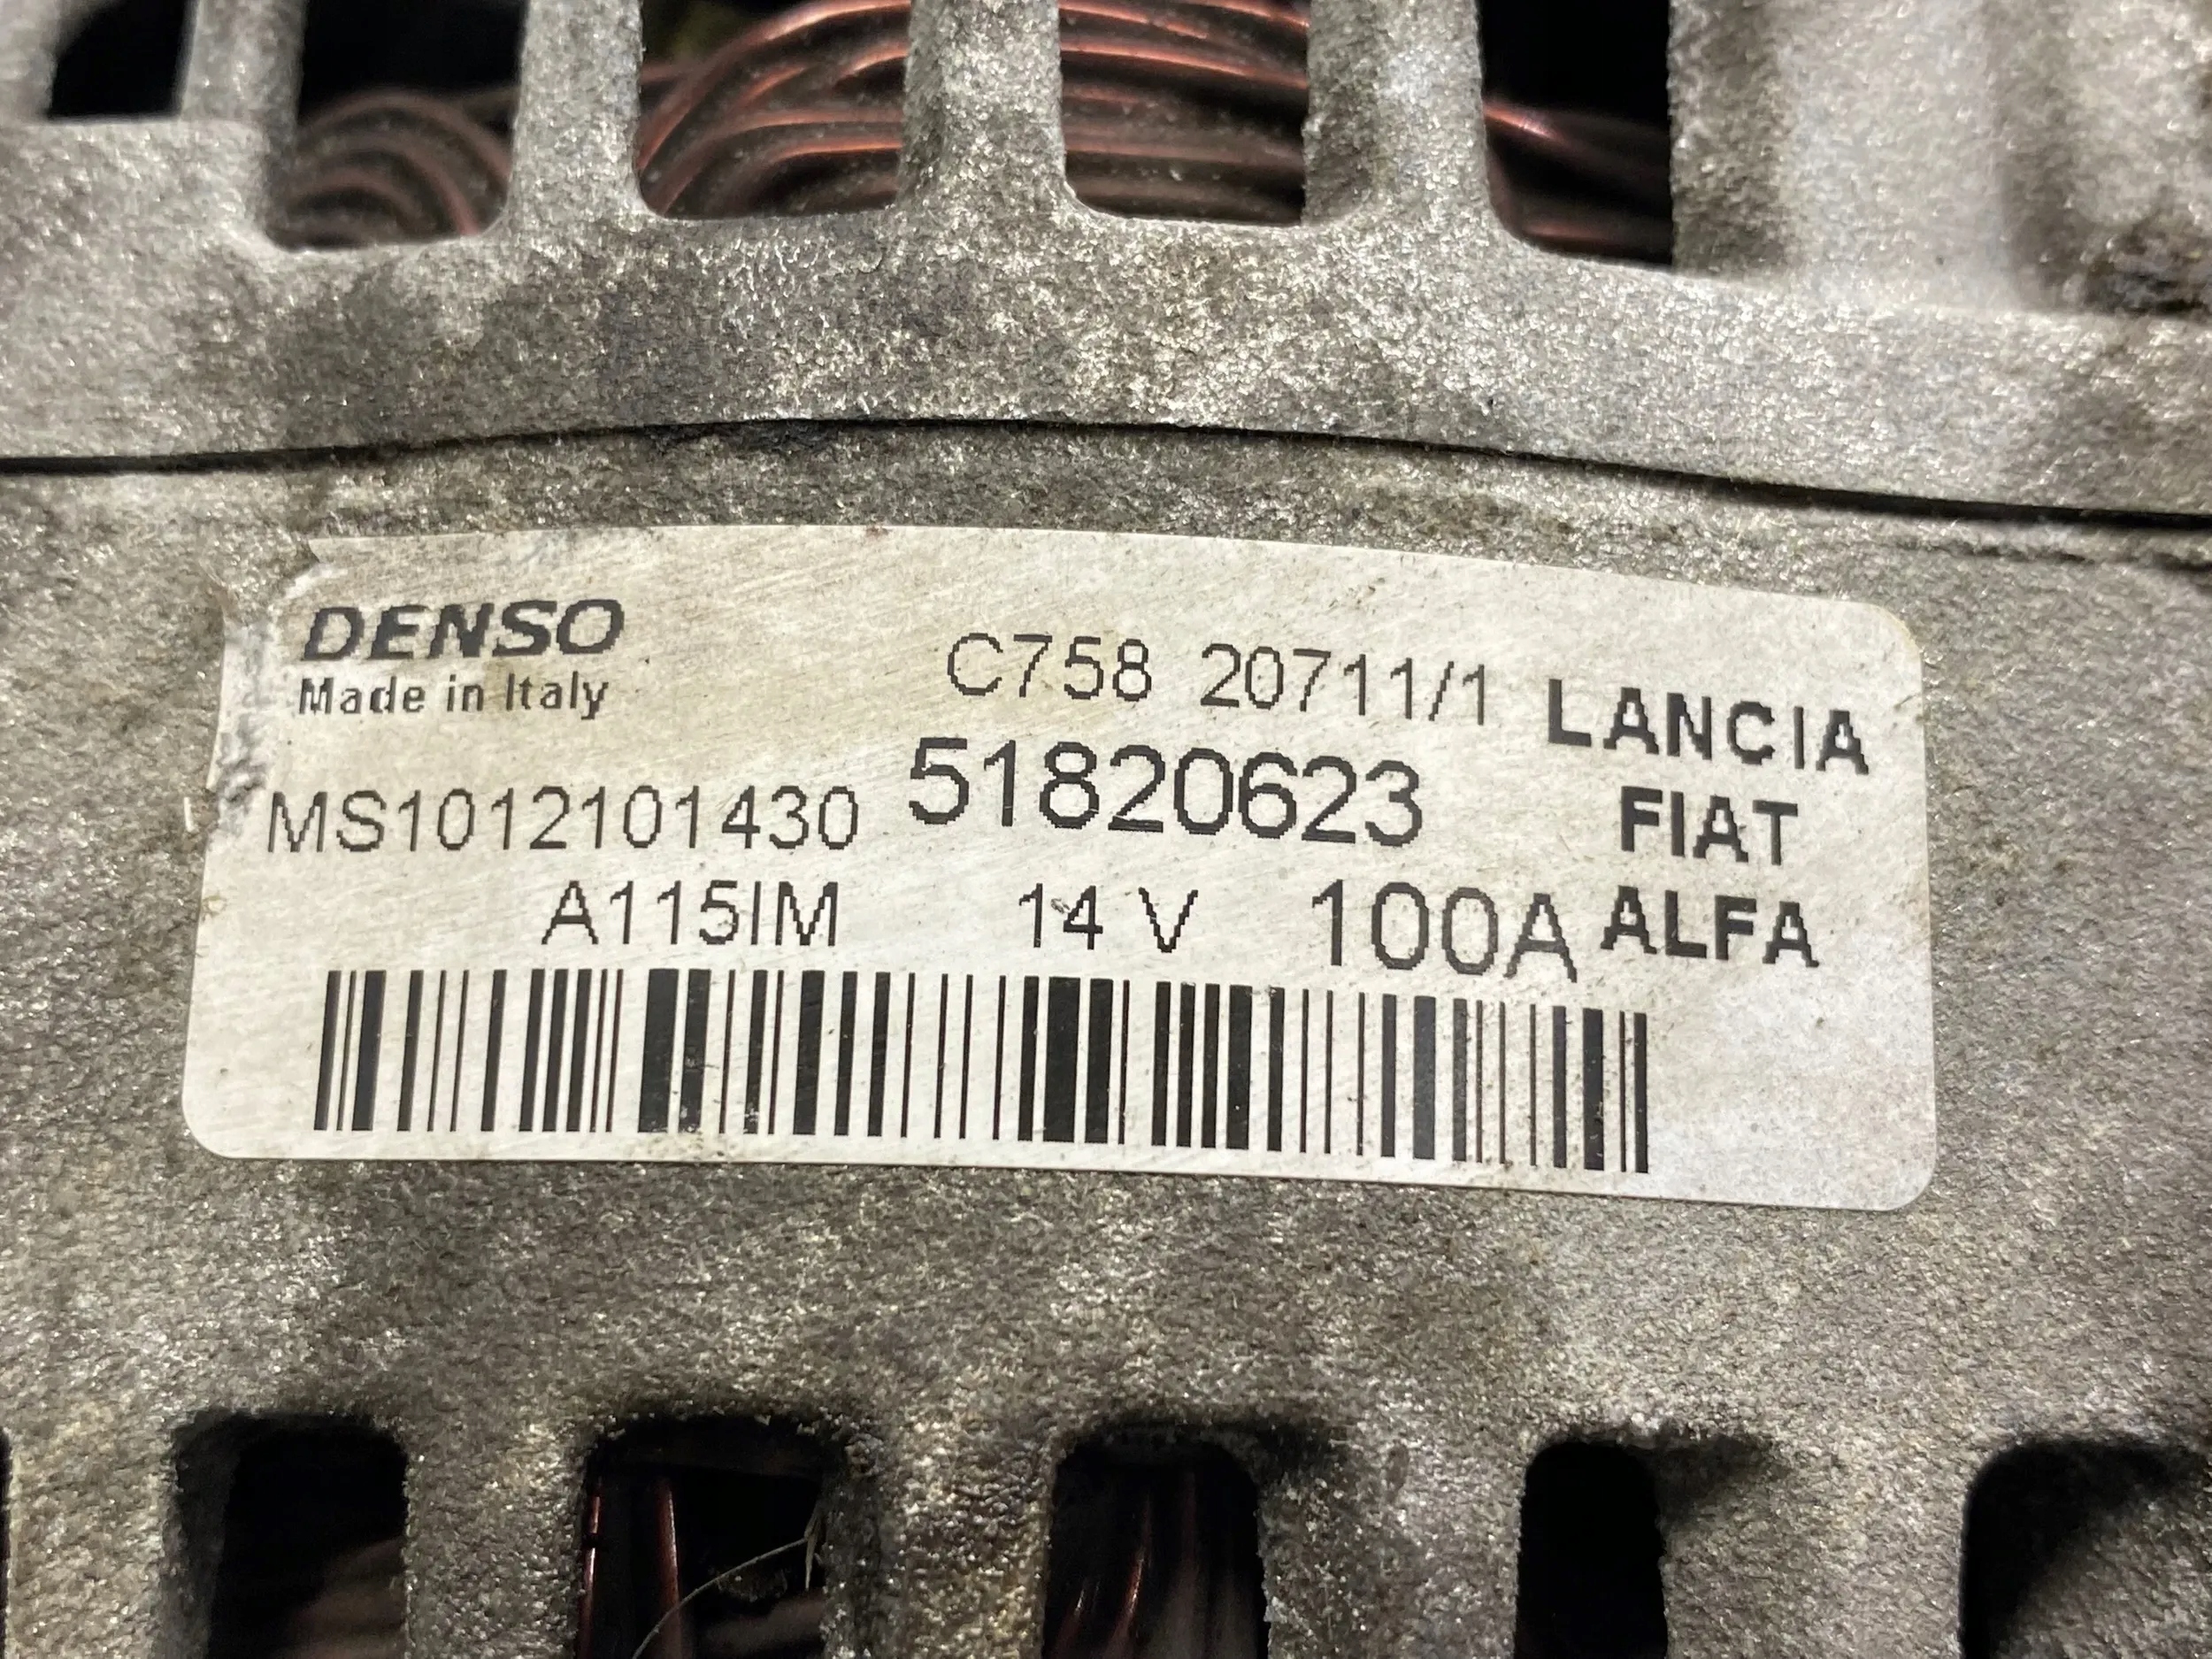 DENSO
Made in Italy
C758 20711/1
LANCIA
MS1012101430 51820623
FIAT
A115IM 14 V 100A
ALFA